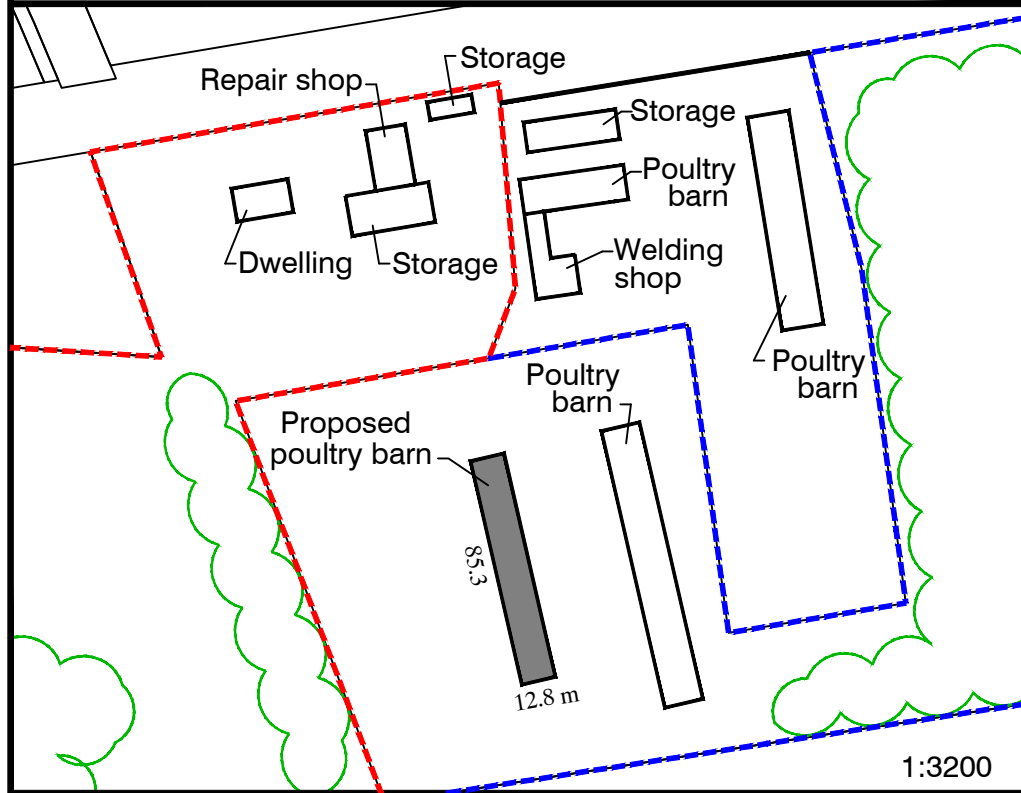 Storage
Repair shop
Storage
Poultry
barn
Dwelling
Storage
Welding
shop
Poultry
barn
Poultry
barn
Proposed
poultry barn
85.3
12.8 m
1:3200